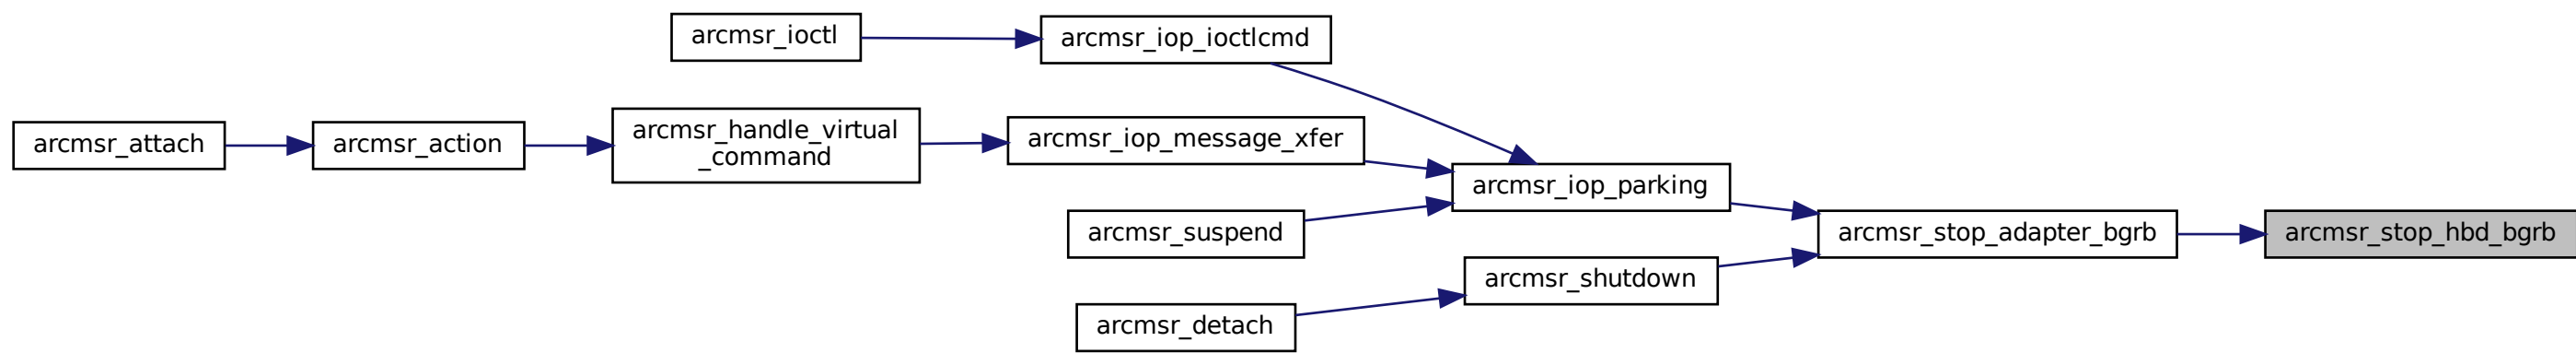 arcmsr_ioctl
arcmsr_iop_ioctlcmd
arcmsr_attach
arcmsr_action
arcmsr_handle_virtual
_command
arcmsr_iop_message_xfer
arcmsr_iop_parking
arcmsr_suspend
arcmsr_stop_adapter_bgrb
arcmsr_stop_hbd_bgrb
arcmsr_shutdown
arcmsr_detach